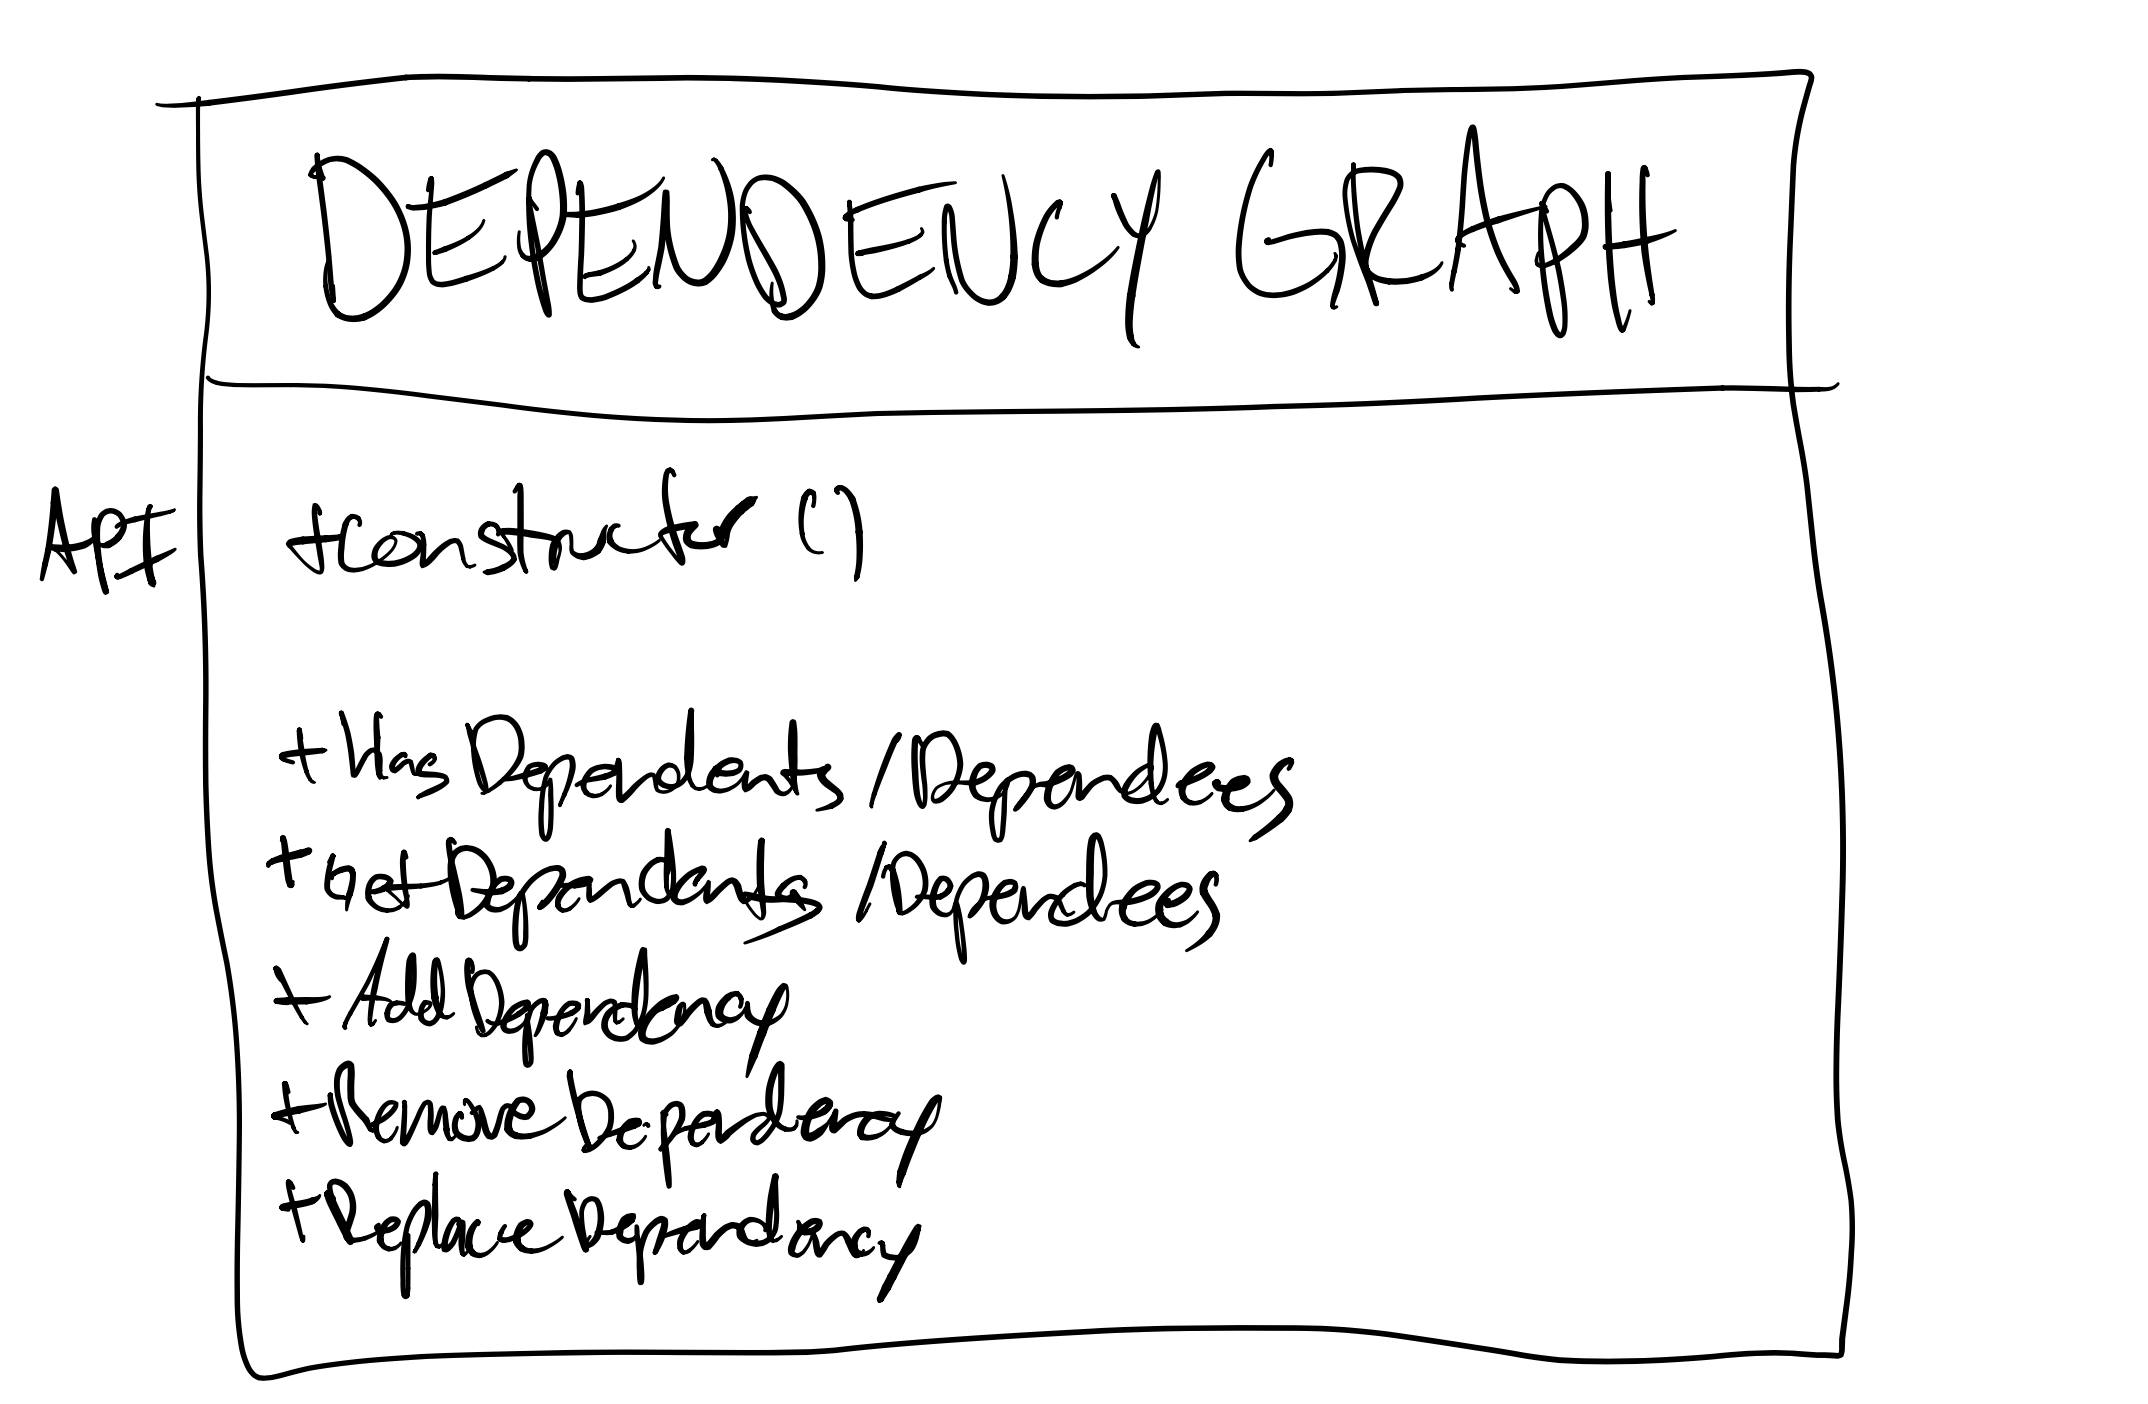 DEPENDENCY GRAPH
API
+Constructor ()
+ Has Dependents /Dependees
+ Get Dependents /Dependees
+ Add Dependency
+ Remove Dependency
+ Replace Dependency